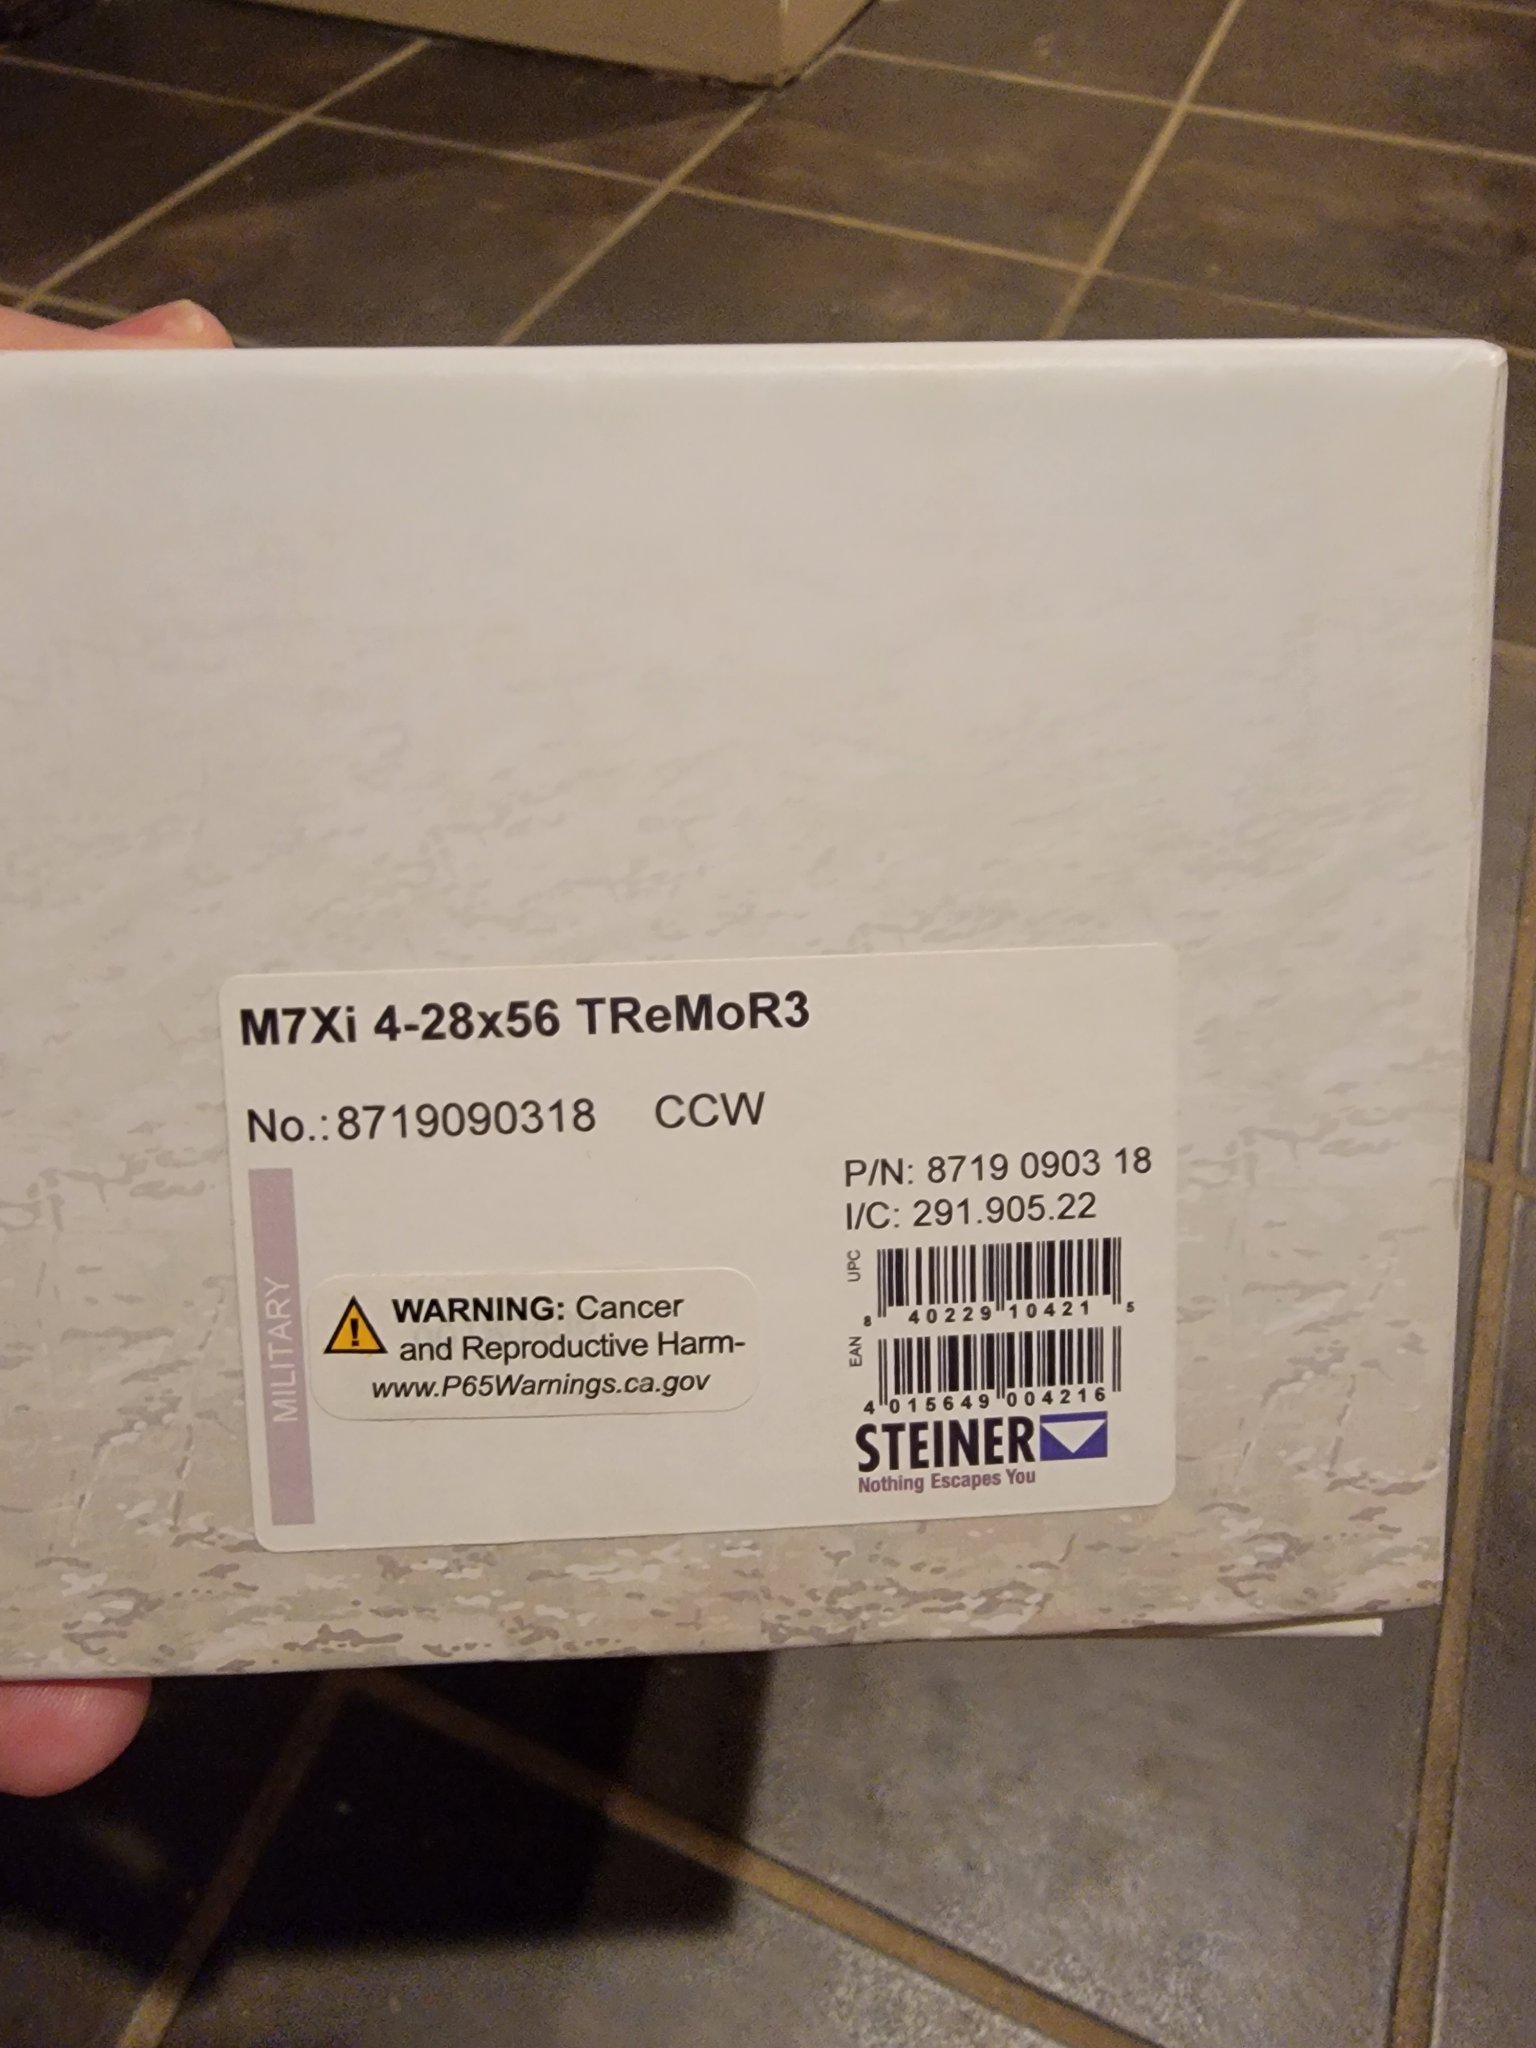 M7Xi 4-28x56 TReMoR3
No.:8719090318 CCW
P/N: 8719 0903 18
I/C: 291.905.22
MILITARY
WARNING: Cancer
and Reproductive Harm-
www.P65Warnings.ca.gov
UPC
8 40229 10421 5
EAN
4 015649 004216
STEINER
Nothing Escapes You